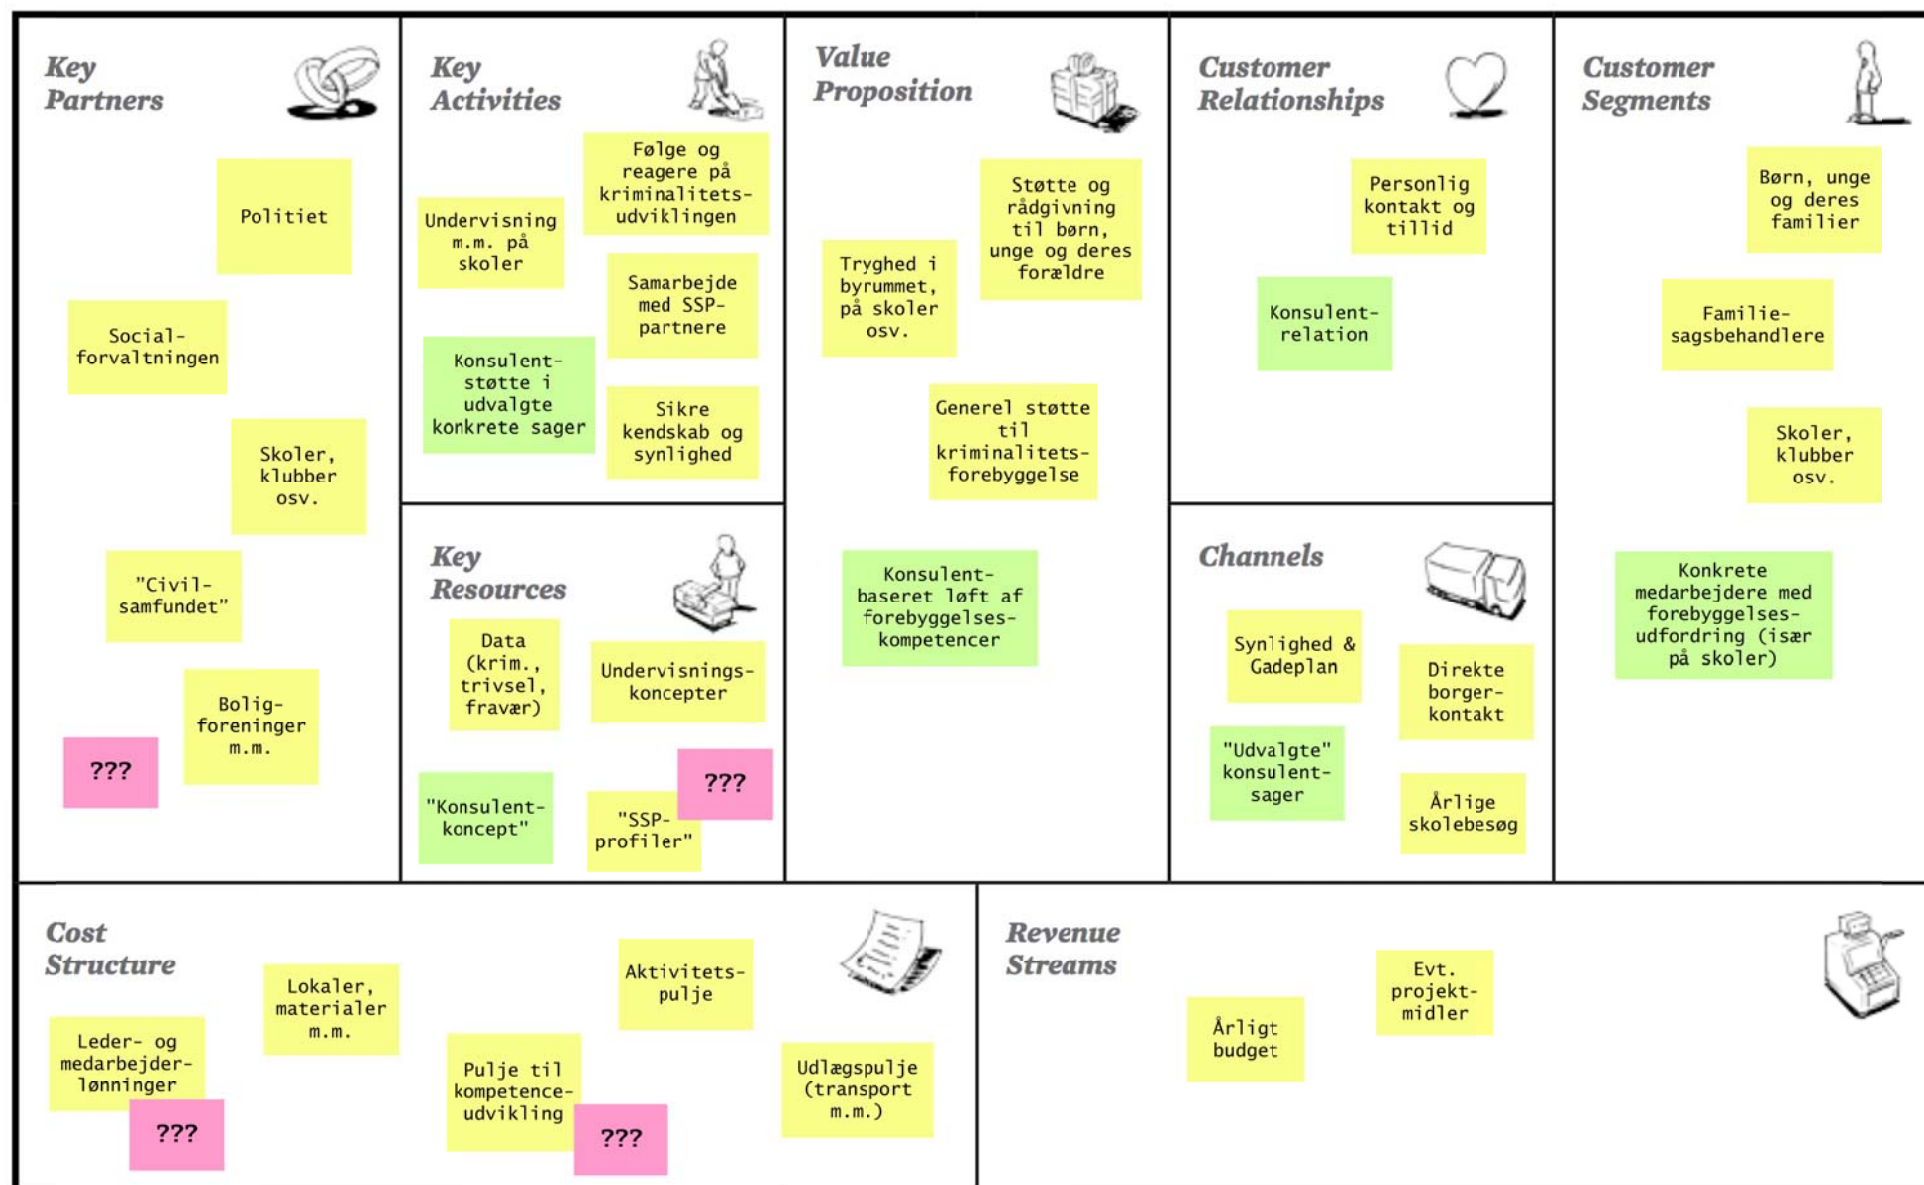 Key
Partners
Politiet
Social-
forvaltningen
Skoler,
klubber
osv.
"Civil-
samfundet"
Bolig-
foreninger
m.m.
???
Key
Activities
Følge og
reagere på
kriminalitets-
udviklingen
Undervisning
m.m. på
skoler
Samarbejde
med SSP-
partnere
Konsulent-
støtte i
udvalgte
konkrete sager
Sikre
kendskab og
synlighed
Key
Resources
Data
(krim.,
trivsel,
fravær)
Undervisnings-
koncepter
"Konsulent-
koncept"
"SSP-
profiler"
???
Value
Proposition
Støtte og
rådgivning
til børn,
unge og deres
forældre
Tryghed i
byrummet,
på skoler
osv.
Generel støtte
til
kriminalitets-
forebyggelse
Konsulent-
baseret løft af
forebyggelses-
kompetencer
Customer
Relationships
Personlig
kontakt og
tillid
Konsulent-
relation
Channels
Synlighed &
Gadeplan
Direkte
borger-
kontakt
"Udvalgte"
konsulent-
sager
Årlige
skolebesøg
Customer
Segments
Børn, unge
og deres
familier
Familie-
sagsbehandlere
Skoler,
klubber
osv.
Konkrete
medarbejdere med
forebyggelses-
udfordring (især
på skoler)
Cost
Structure
Leder- og
medarbejder-
lønninger
???
Lokaler,
materialer
m.m.
Pulje til
kompetence-
udvikling
???
Aktivitets-
pulje
Udlægspulje
(transport
m.m.)
Revenue
Streams
Årligt
budget
Evt.
projekt-
midler